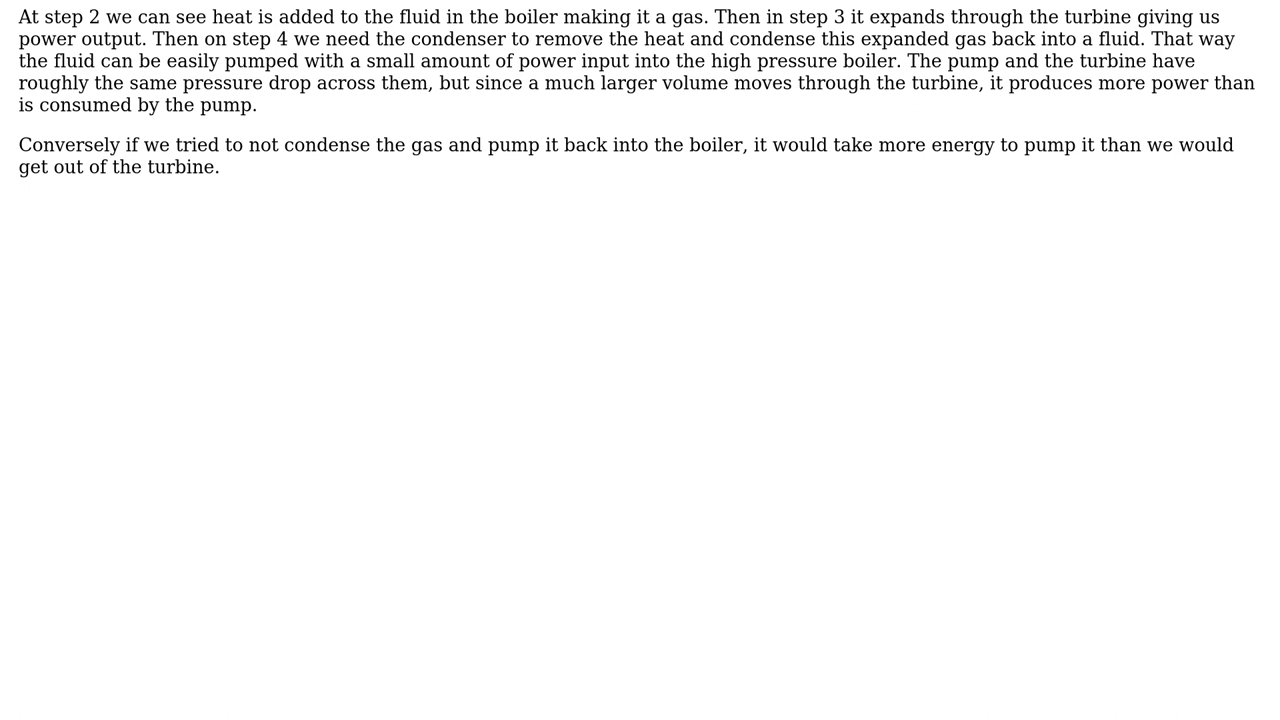 At step 2 we can see heat is added to the fluid in the boiler making it a gas. Then in step 3 it expands through the turbine giving us
power output. Then on step 4 we need the condenser to remove the heat and condense this expanded gas back into a fluid. That way
the fluid can be easily pumped with a small amount of power input into the high pressure boiler. The pump and the turbine have
roughly the same pressure drop across them, but since a much larger volume moves through the turbine, it produces more power than
is consumed by the pump.
Conversely if we tried to not condense the gas and pump it back into the boiler, it would take more energy to pump it than we would
get out of the turbine.